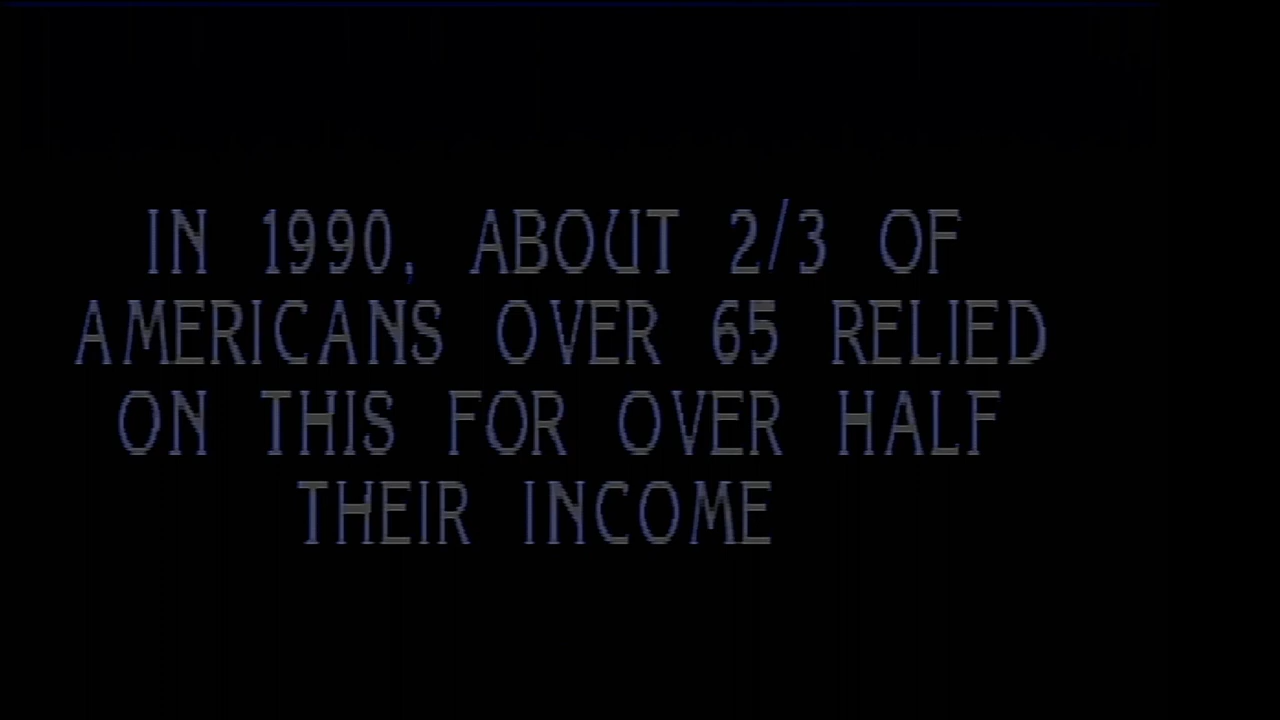 IN 1990, ABOUT 2/3 OF
AMERICANS OVER 65 RELIED
ON THIS FOR OVER HALF
THEIR INCOME